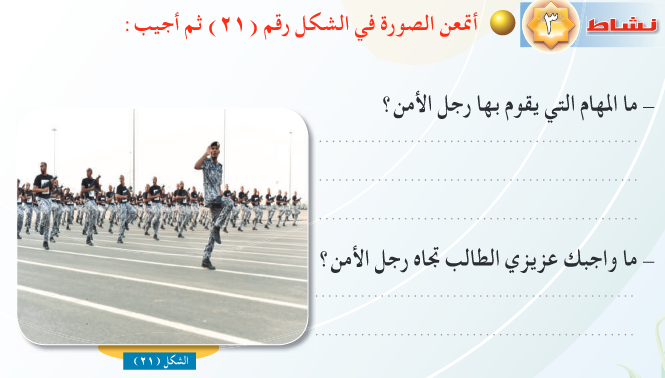 نشاط ٣ أتمعن الصورة في الشكل رقم ( ٢١ ) ثم أجيب :
– ما المهام التي يقوم بها رجل الأمن ؟
– ما واجبك عزيزي الطالب تجاه رجل الأمن ؟
الشكل ( ٢١ )